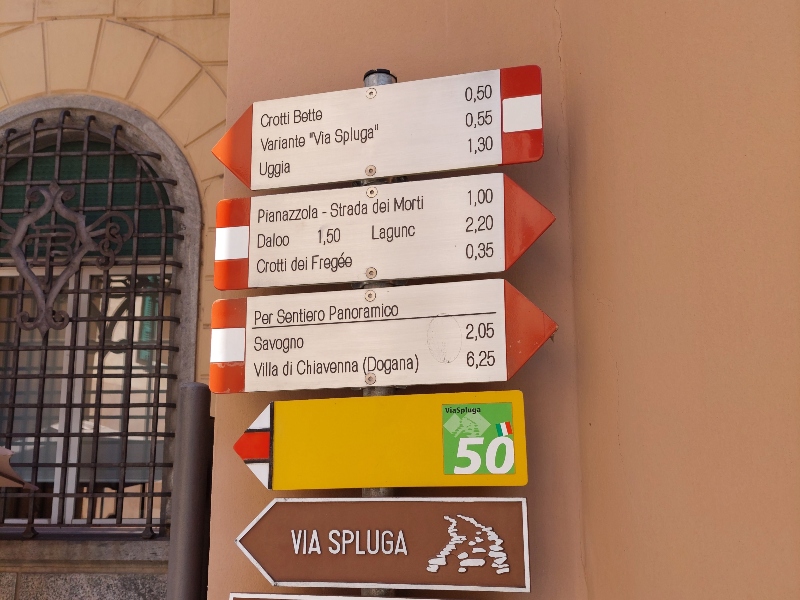 Crotti Bette 0,50
Variante "Via Spluga" 0,55
Uggia 1,30
Pianazzola - Strada dei Morti 1,00
Daloo 1,50 Lagunc 2,20
Crotti dei Fregée 0,35
Per Sentiero Panoramico
Savogno 2,05
Villa di Chiavenna (Dogana) 6,25
ViaSpluga
50
VIA SPLUGA